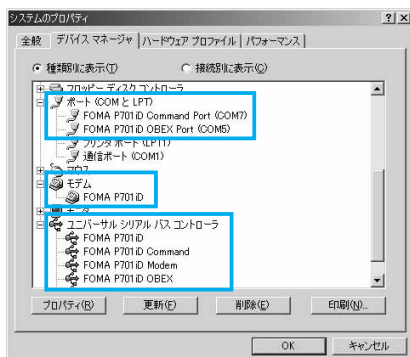 システムのプロパティ
? ×
全般 デバイス マネージャ ハードウェア プロファイル パフォーマンス
種類別に表示(T) 接続別に表示(C)
フロッピー ディスク コントローラ
ポート (COM と LPT)
FOMA P701iD Command Port (COM7)
FOMA P701iD OBEX Port (COM6)
プリンタ ポート (LPT1)
通信ポート (COM1)
マウス
モデム
FOMA P701iD
モニタ
ユニバーサル シリアル バス コントローラ
FOMA P701iD
FOMA P701iD Command
FOMA P701iD Modem
FOMA P701iD OBEX
プロパティ(R) 更新(F) 削除(E) 印刷(N)...
OK キャンセル